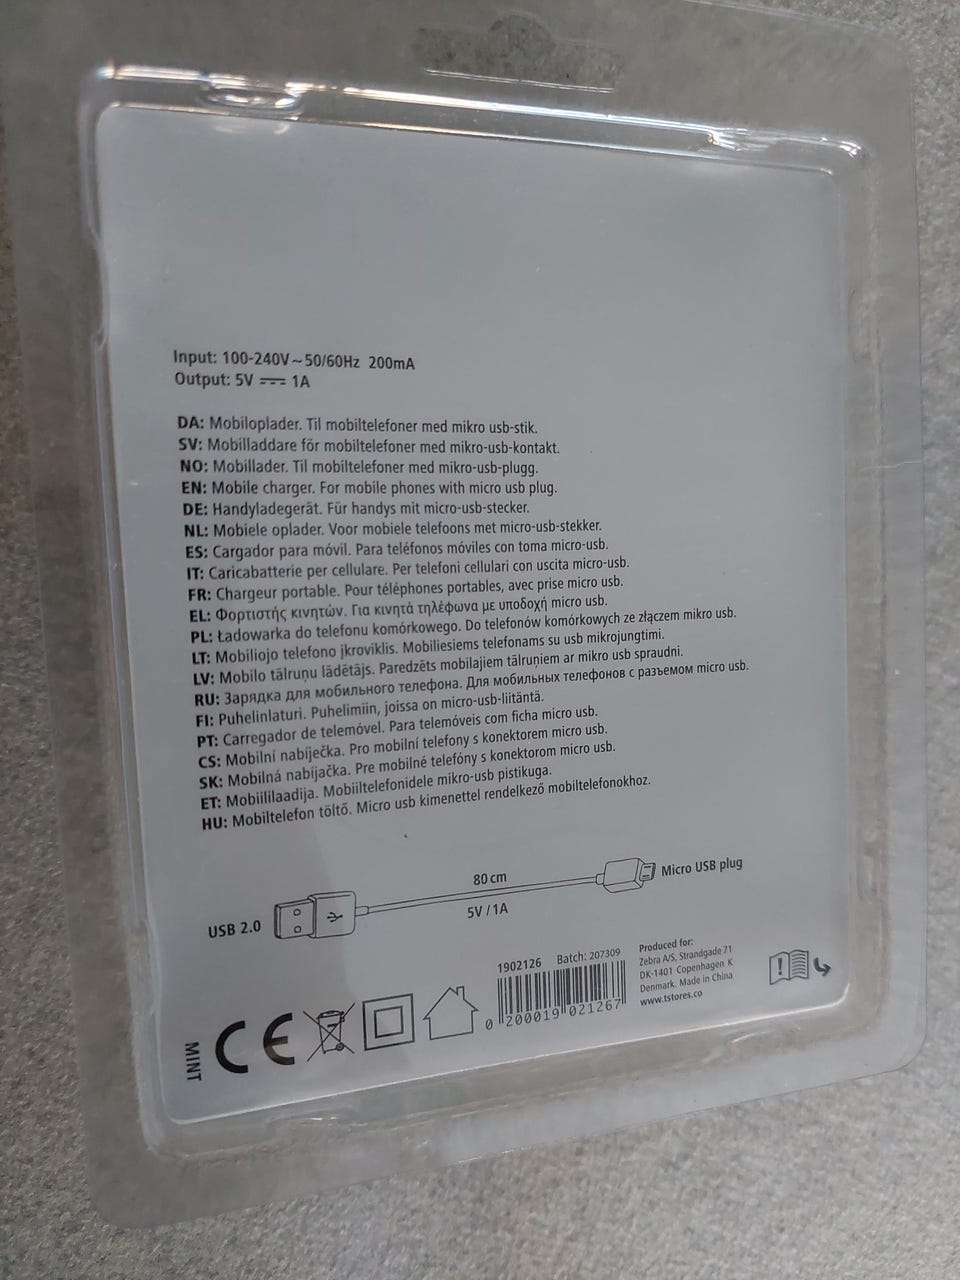 Input: 100-240V~50/60Hz 200mA
Output: 5V ⎓ 1A
DA: Mobiloplader. Til mobiltelefoner med mikro usb-stik.
SV: Mobilladdare för mobiltelefoner med mikro-usb-kontakt.
NO: Mobillader. Til mobiltelefoner med mikro-usb-plugg.
EN: Mobile charger. For mobile phones with micro usb plug.
DE: Handyladegerät. Für handys mit micro-usb-stecker.
NL: Mobiele oplader. Voor mobiele telefoons met micro-usb-stekker.
ES: Cargador para móvil. Para teléfonos móviles con toma micro-usb.
IT: Caricabatterie per cellulare. Per telefoni cellulari con uscita micro-usb.
FR: Chargeur portable. Pour téléphones portables, avec prise micro usb.
EL: Φορτιστής κινητών. Για κινητά τηλέφωνα με υποδοχή micro usb.
PL: Ładowarka do telefonu komórkowego. Do telefonów komórkowych ze złączem mikro usb.
LT: Mobiliojo telefono įkroviklis. Mobiliesiems telefonams su usb mikrojungtimi.
LV: Mobilo tālruņu lādētājs. Paredzēts mobilajiem tālruņiem ar mikro usb spraudni.
RU: Зарядка для мобильного телефона. Для мобильных телефонов с разъемом micro usb.
FI: Puhelinlaturi. Puhelimiin, joissa on micro-usb-liitäntä.
PT: Carregador de telemóvel. Para telemóveis com ficha micro usb.
CS: Mobilní nabíječka. Pro mobilní telefony s konektorem micro usb.
SK: Mobilná nabíjačka. Pre mobilné telefóny s konektorom micro usb.
ET: Mobiililaadija. Mobiiltelefonidele mikro-usb pistikuga.
HU: Mobiltelefon töltő. Micro usb kimenettel rendelkező mobiltelefonokhoz.
USB 2.0
80 cm
5V / 1A
Micro USB plug
MINT
CE
1902126 Batch: 207309
0 200019 021267
Produced for:
Zebra A/S, Strandgade 71
DK-1401 Copenhagen K
Denmark. Made in China
www.tstores.co